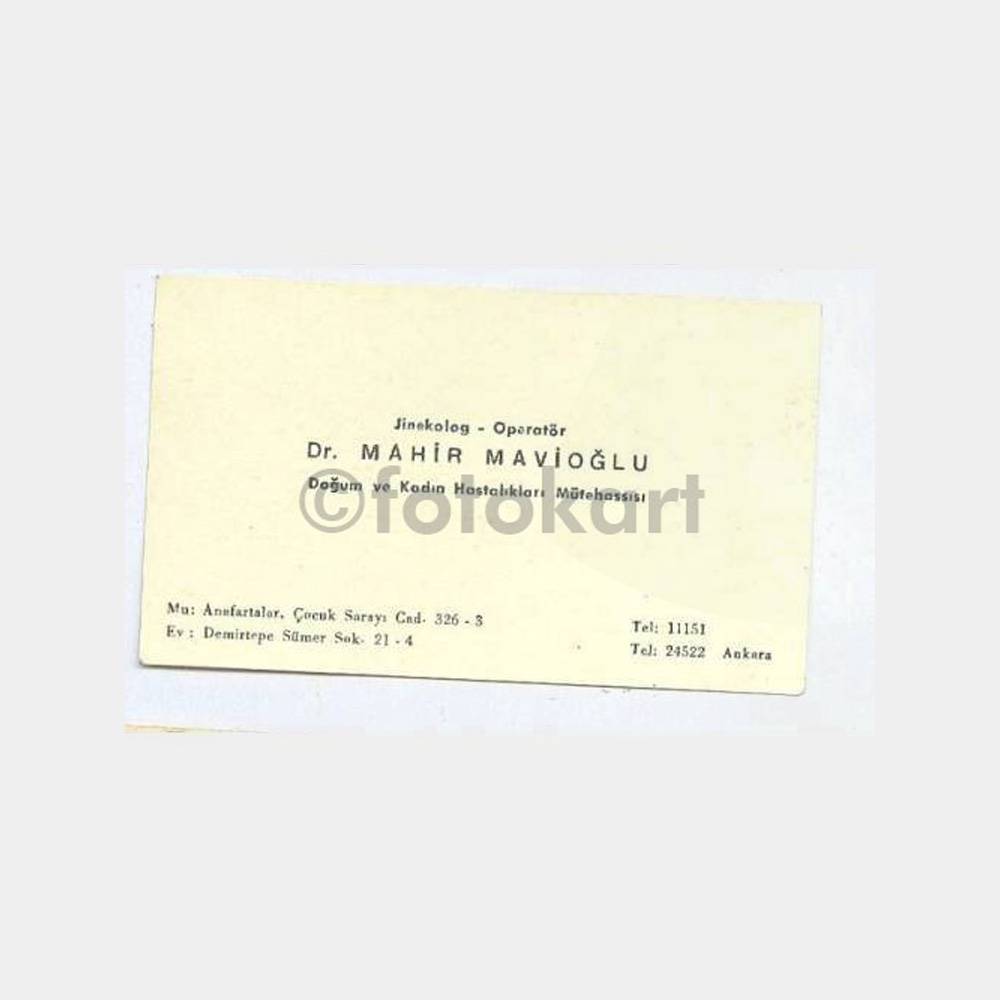 Jinekolog - Operatör
Dr. MAHİR MAVİOĞLU
Doğum ve Kadın Hastalıkları Mütehassısı
©fotokart
Mu: Anafartalar, Çocuk Sarayı Cad. 326 - 3
Ev : Demirtepe Sümer Sok. 21 - 4
Tel: 11151
Tel: 24522 Ankara